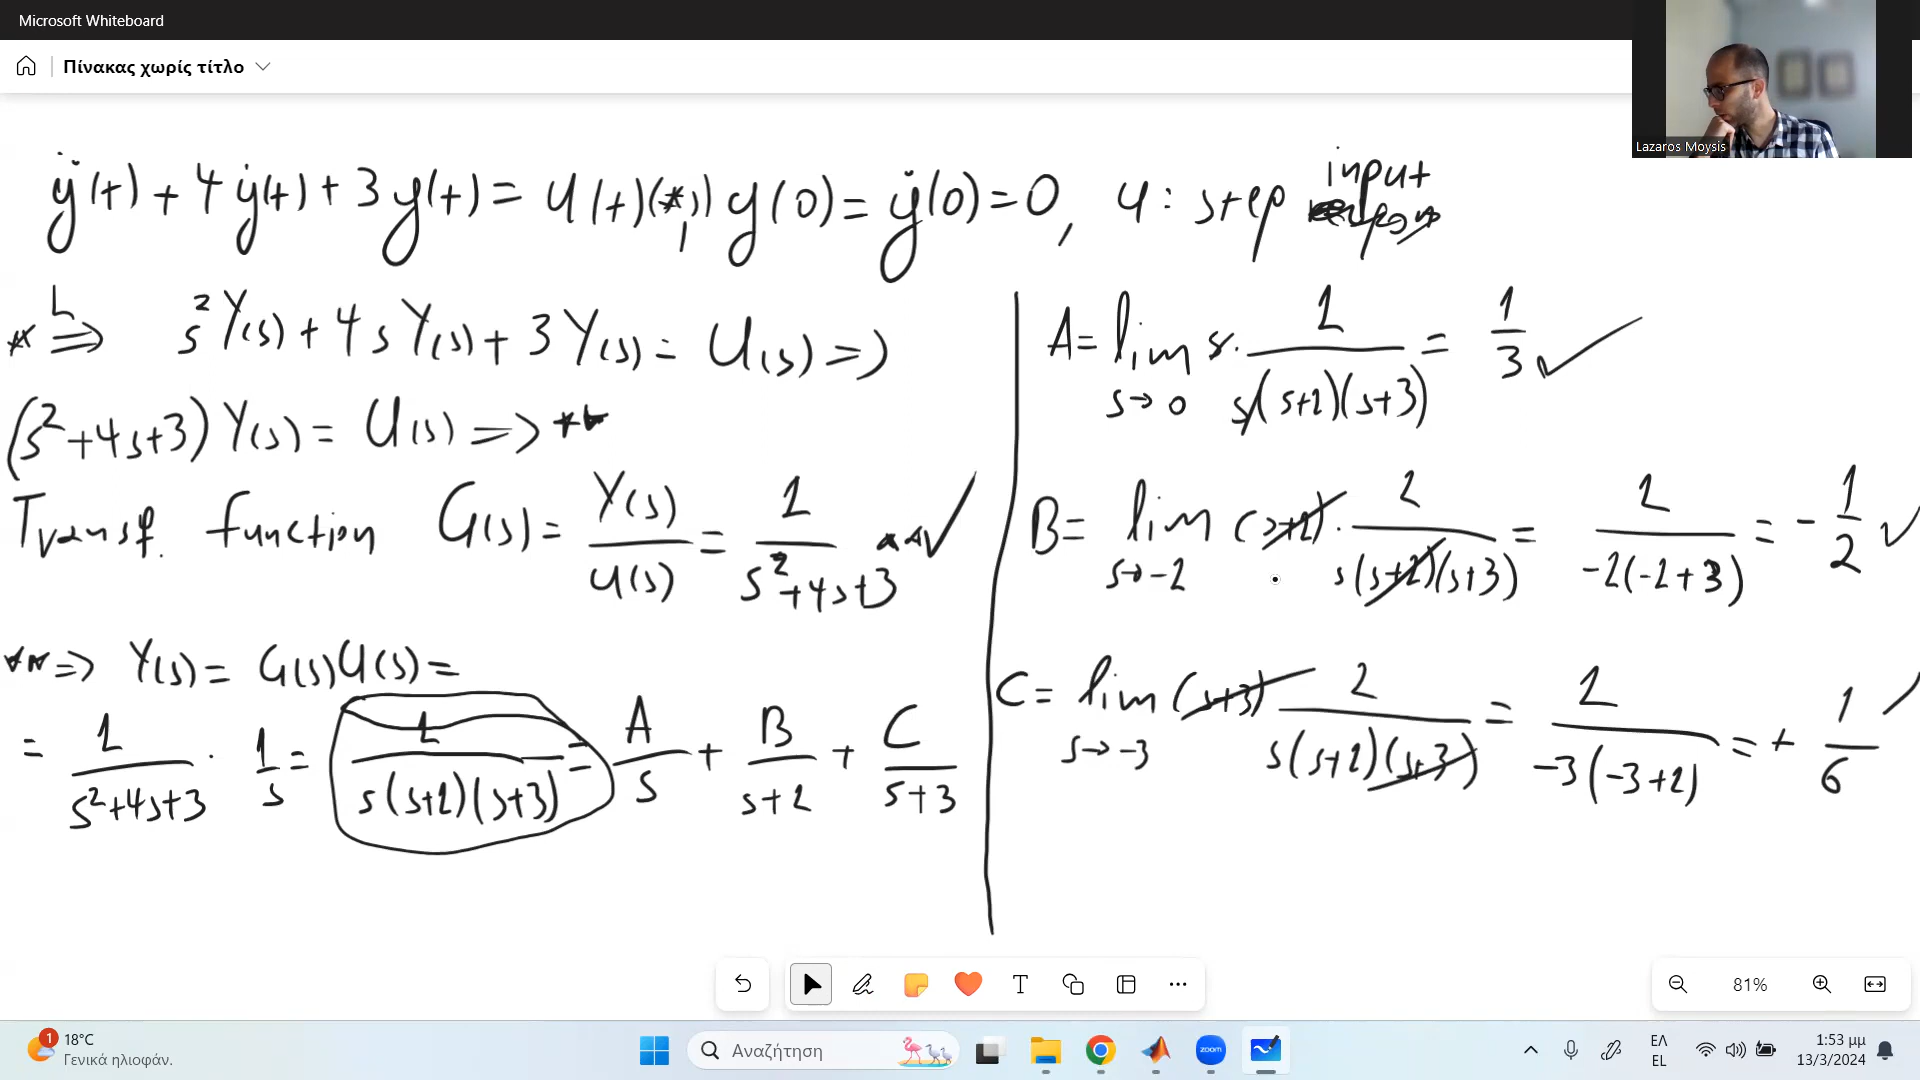 Microsoft Whiteboard
Πίνακας χωρίς τίτλο
Lazaros Moysis
ÿ(t) + 4ẏ(t) + 3y(t) = u(t) (*), y(0) = ẏ(0) = 0, u: step input
* L⇒ s²Y(s) + 4sY(s) + 3Y(s) = U(s) =>
(s²+4s+3) Y(s) = U(s) => **
Transf. function G(s) = Y(s)/U(s) = 1/(s²+4s+3) ** ✓
** => Y(s) = G(s)U(s) =
= 1/(s²+4s+3) · 1/s = 1/(s(s+2)(s+3)) = A/s + B/(s+2) + C/(s+3)
A = lim s→0 s · 1/(s(s+2)(s+3)) = 1/3 ✓
B = lim s→-2 (s+2) · 1/(s(s+2)(s+3)) = 1/(-2(-2+3)) = -1/2 ✓
C = lim s→-3 (s+3) 1/(s(s+2)(s+3)) = 1/(-3(-3+2)) = +1/6
81%
1
18°C
Γενικά ηλιοφάν.
Αναζήτηση
zoom
ΕΛ
EL
1:53 μμ
13/3/2024